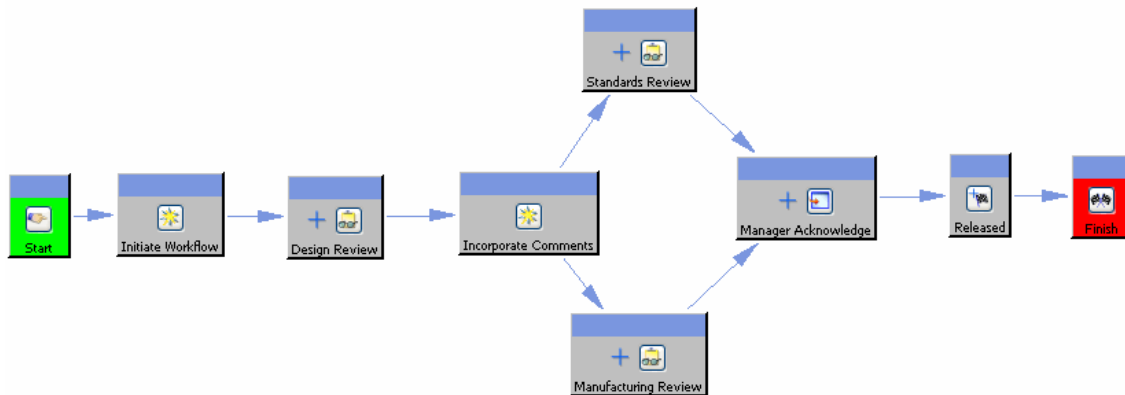 Start
Initiate Workflow
Design Review
Incorporate Comments
Standards Review
Manufacturing Review
Manager Acknowledge
Released
Finish